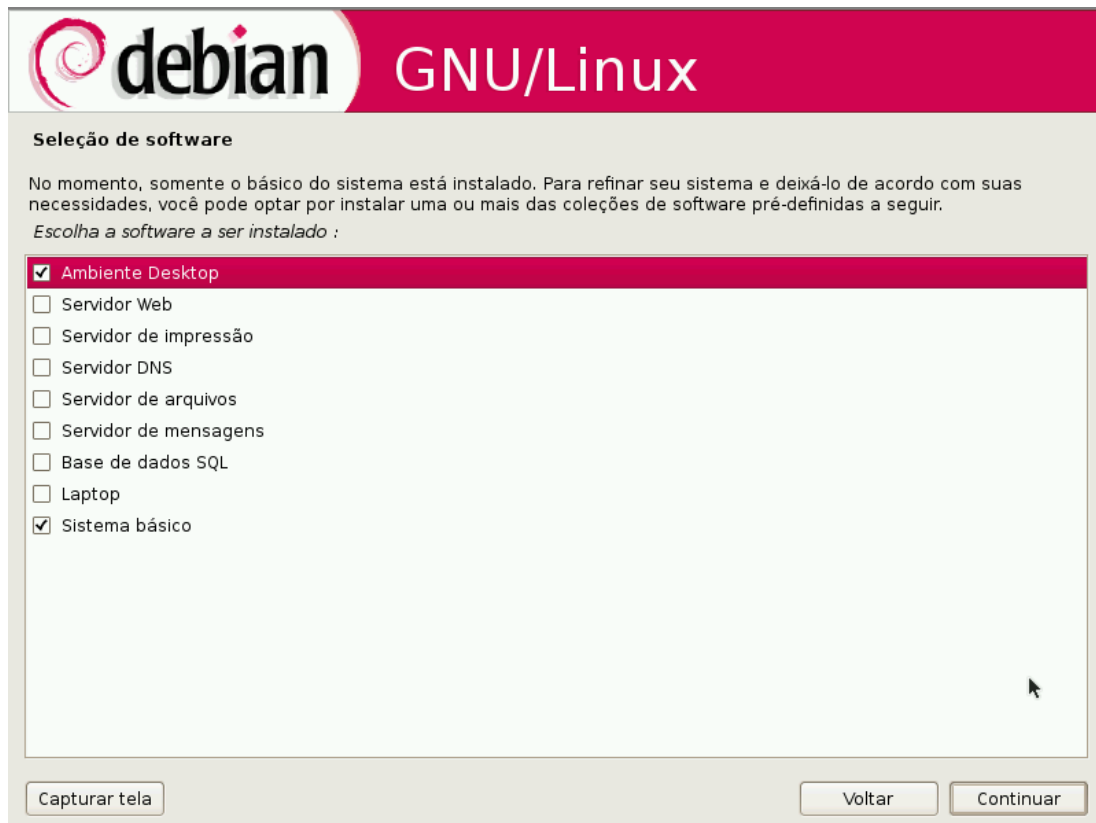 debian GNU/Linux
Seleção de software
No momento, somente o básico do sistema está instalado. Para refinar seu sistema e deixá-lo de acordo com suas
necessidades, você pode optar por instalar uma ou mais das coleções de software pré-definidas a seguir.
Escolha a software a ser instalado :
Ambiente Desktop
Servidor Web
Servidor de impressão
Servidor DNS
Servidor de arquivos
Servidor de mensagens
Base de dados SQL
Laptop
Sistema básico
Capturar tela Voltar Continuar